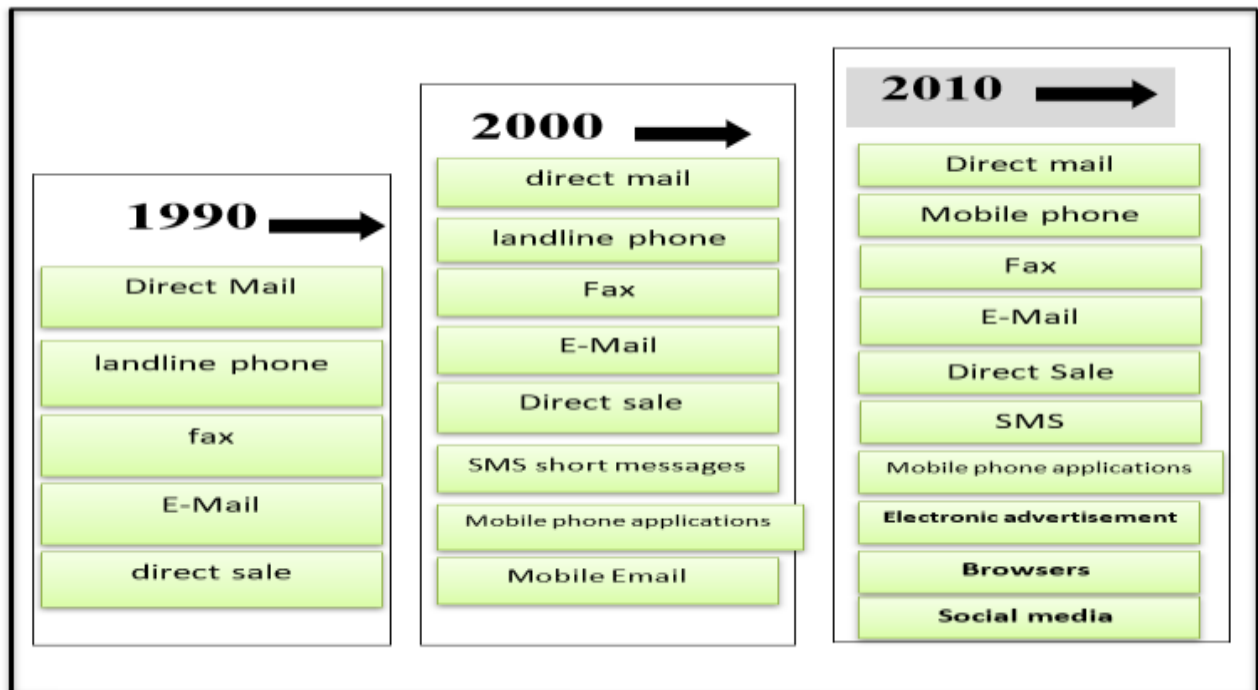 1990
Direct Mail
landline phone
fax
E-Mail
direct sale
2000
direct mail
landline phone
Fax
E-Mail
Direct sale
SMS short messages
Mobile phone applications
Mobile Email
2010
Direct mail
Mobile phone
Fax
E-Mail
Direct Sale
SMS
Mobile phone applications
Electronic advertisement
Browsers
Social media